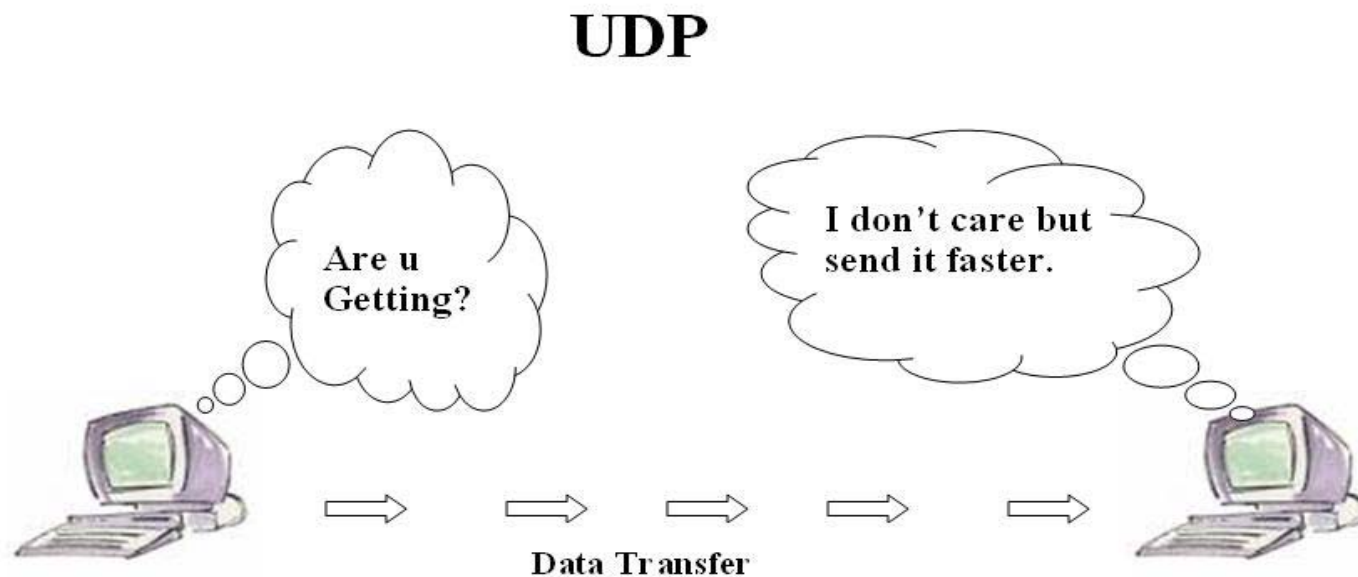 UDP
Are u
Getting?
I don't care but
send it faster.
Data Transfer